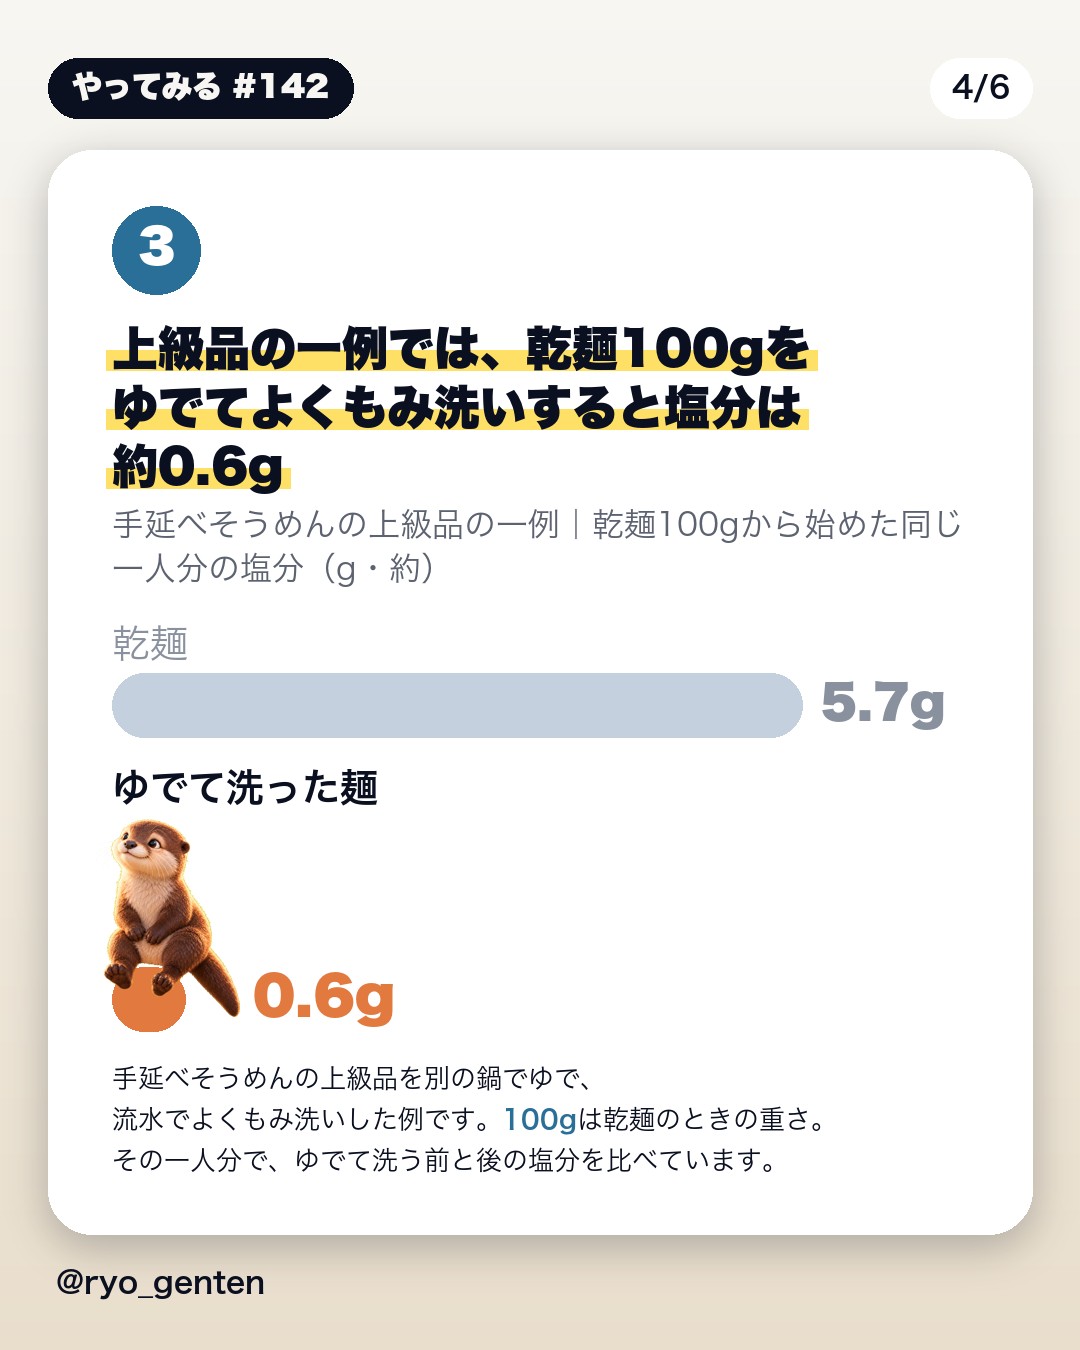 やってみる #142
4/6
3
上級品の一例では、乾麺100gを
ゆでてよくもみ洗いすると塩分は
約0.6g
手延べそうめんの上級品の一例｜乾麺100gから始めた同じ
一人分の塩分（g・約）
乾麺
5.7g
ゆでて洗った麺
0.6g
手延べそうめんの上級品を別の鍋でゆで、
流水でよくもみ洗いした例です。100gは乾麺のときの重さ。
その一人分で、ゆでて洗う前と後の塩分を比べています。
@ryo_genten